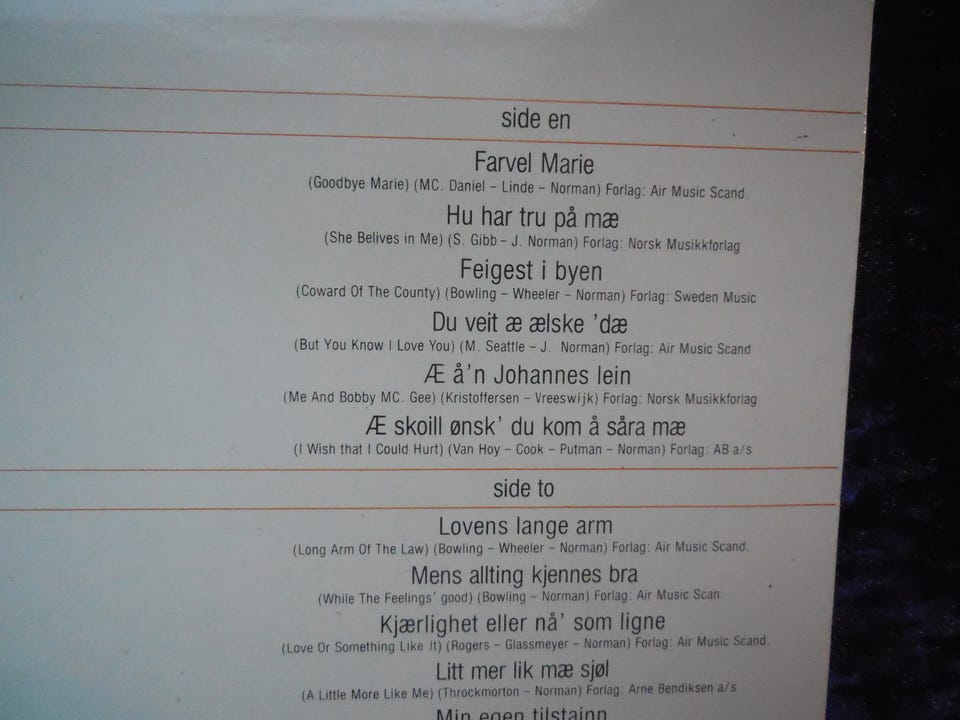 side en
Farvel Marie
(Goodbye Marie) (MC. Daniel – Linde – Norman) Forlag: Air Music Scand.
Hu har tru på mæ
(She Belives in Me) (S. Gibb – J. Norman) Forlag: Norsk Musikkforlag
Feigest i byen
(Coward Of The County) (Bowling – Wheeler – Norman) Forlag: Sweden Music
Du veit æ ælske 'dæ
(But You Know I Love You) (M. Seattle – J. Norman) Forlag: Air Music Scand
Æ å'n Johannes lein
(Me And Bobby MC. Gee) (Kristoffersen – Vreeswijk) Forlag: Norsk Musikkforlag
Æ skoill ønsk' du kom å såra mæ
(I Wish that I Could Hurt) (Van Hoy – Cook – Putman – Norman) Forlag: AB a/s
side to
Lovens lange arm
(Long Arm Of The Law) (Bowling – Wheeler – Norman) Forlag: Air Music Scand.
Mens allting kjennes bra
(While The Feelings' good) (Bowling – Norman) Forlag: Air Music Scan
Kjærlighet eller nå' som ligne
(Love Or Something Like It) (Rogers – Glassmeyer – Norman) Forlag: Air Music Scand.
Litt mer lik mæ sjøl
(A Little More Like Me) (Throckmorton – Norman) Forlag: Arne Bendiksen a/s
Min egen tilstainn